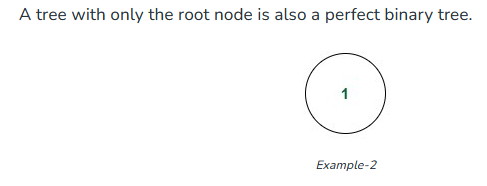 A tree with only the root node is also a perfect binary tree.
1
Example-2